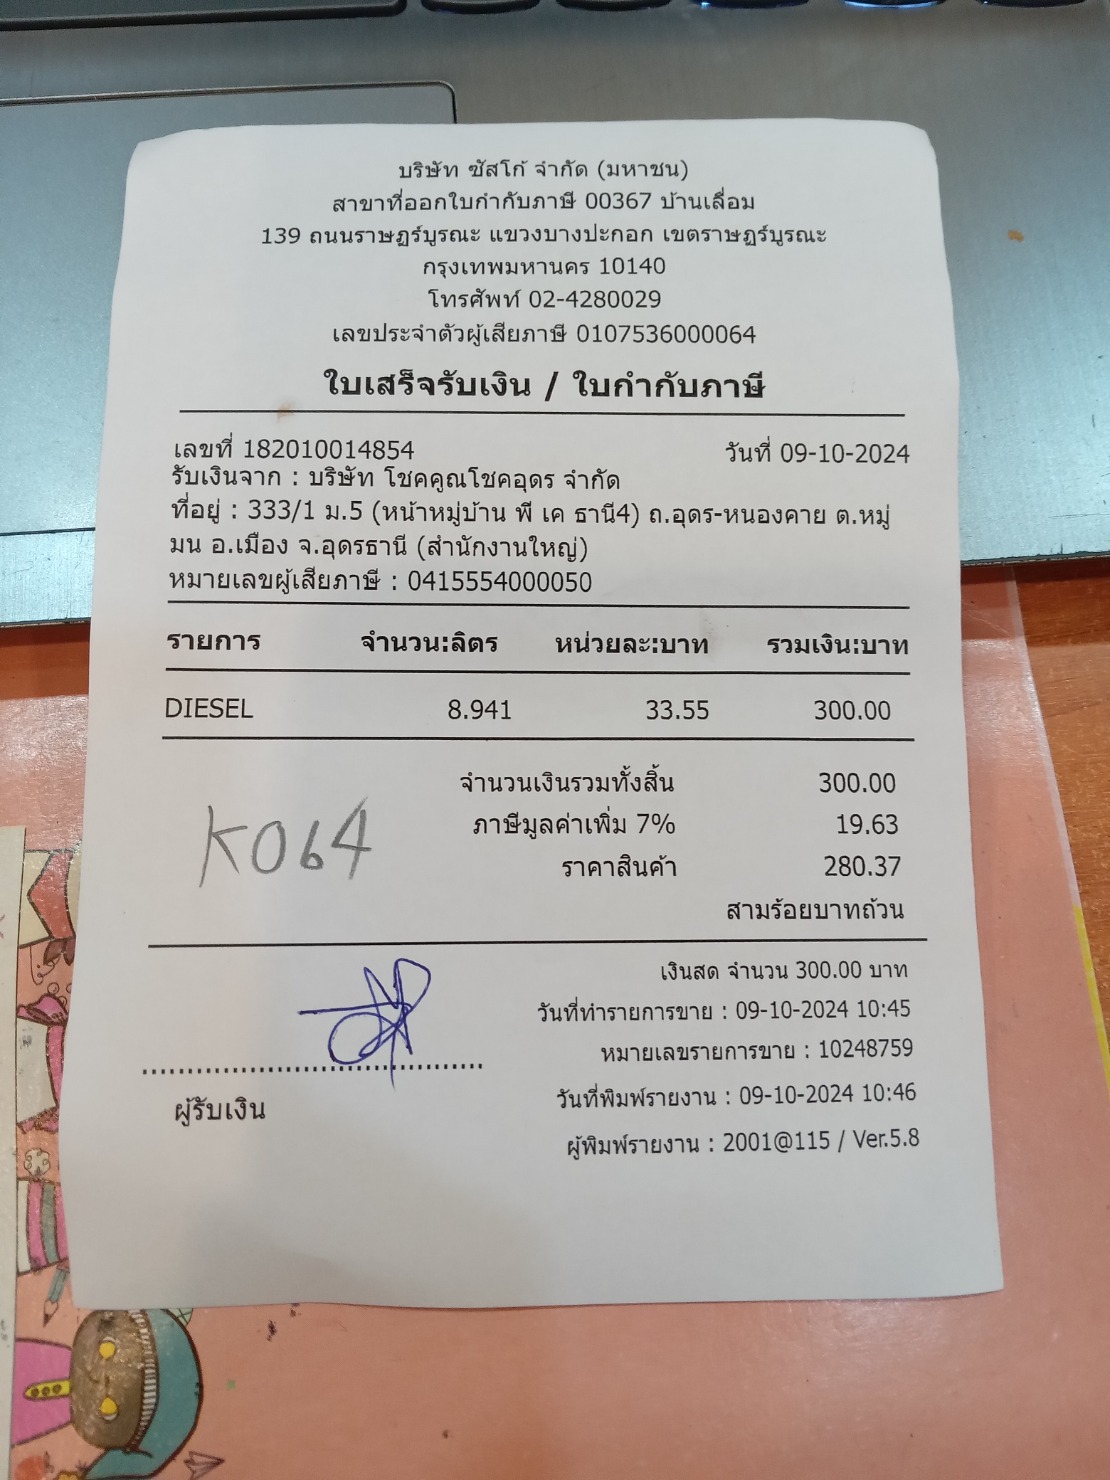 บริษัท ซัสโก้ จำกัด (มหาชน)
สาขาที่ออกใบกำกับภาษี 00367 บ้านเลื่อม
139 ถนนราษฏร์บูรณะ แขวงบางปะกอก เขตราษฏร์บูรณะ
กรุงเทพมหานคร 10140
โทรศัพท์ 02-4280029
เลขประจำตัวผู้เสียภาษี 0107536000064
ใบเสร็จรับเงิน / ใบกำกับภาษี
เลขที่ 182010014854 วันที่ 09-10-2024
รับเงินจาก : บริษัท โชคคูณโชคอุดร จำกัด
ที่อยู่ : 333/1 ม.5 (หน้าหมู่บ้าน พี เค ธานี4) ถ.อุดร-หนองคาย ต.หมู่
มน อ.เมือง จ.อุดรธานี (สำนักงานใหญ่)
หมายเลขผู้เสียภาษี : 0415554000050
รายการ จำนวน:ลิตร หน่วยละ:บาท รวมเงิน:บาท
DIESEL 8.941 33.55 300.00
จำนวนเงินรวมทั้งสิ้น 300.00
ภาษีมูลค่าเพิ่ม 7% 19.63
K064
ราคาสินค้า 280.37
สามร้อยบาทถ้วน
เงินสด จำนวน 300.00 บาท
วันที่ทำรายการขาย : 09-10-2024 10:45
หมายเลขรายการขาย : 10248759
วันที่พิมพ์รายงาน : 09-10-2024 10:46
ผู้รับเงิน
ผู้พิมพ์รายงาน : 2001@115 / Ver.5.8